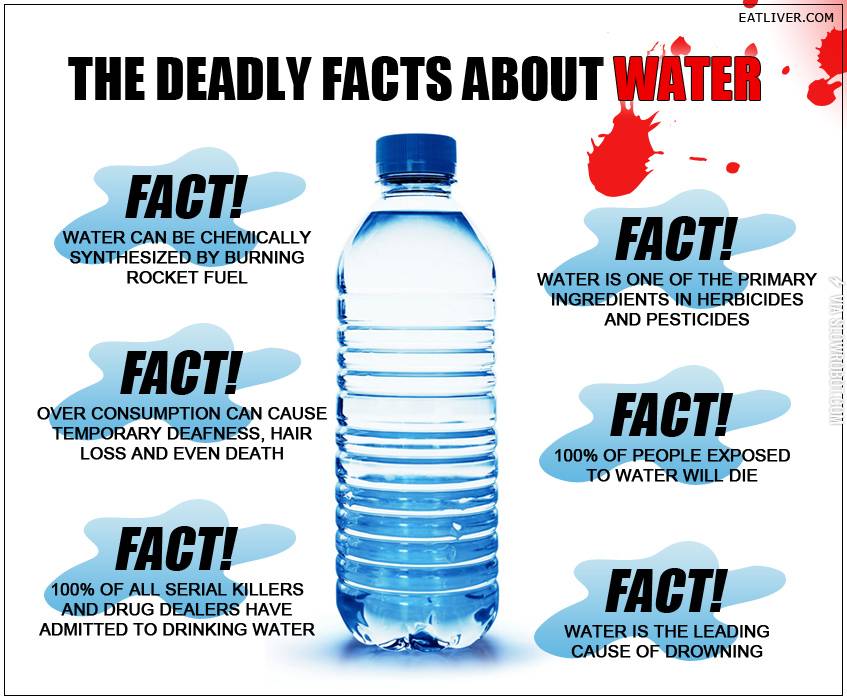 EATLIVER.COM
THE DEADLY FACTS ABOUT WATER
FACT!
WATER CAN BE CHEMICALLY
SYNTHESIZED BY BURNING
ROCKET FUEL
FACT!
OVER CONSUMPTION CAN CAUSE
TEMPORARY DEAFNESS, HAIR
LOSS AND EVEN DEATH
FACT!
100% OF ALL SERIAL KILLERS
AND DRUG DEALERS HAVE
ADMITTED TO DRINKING WATER
FACT!
WATER IS ONE OF THE PRIMARY
INGREDIENTS IN HERBICIDES
AND PESTICIDES
FACT!
100% OF PEOPLE EXPOSED
TO WATER WILL DIE
FACT!
WATER IS THE LEADING
CAUSE OF DROWNING
VIA SLOWROBOT.COM